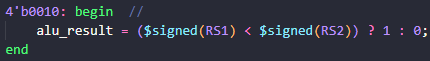 4'b0010: begin  //
    alu_result = ($signed(RS1) < $signed(RS2)) ? 1 : 0;
end